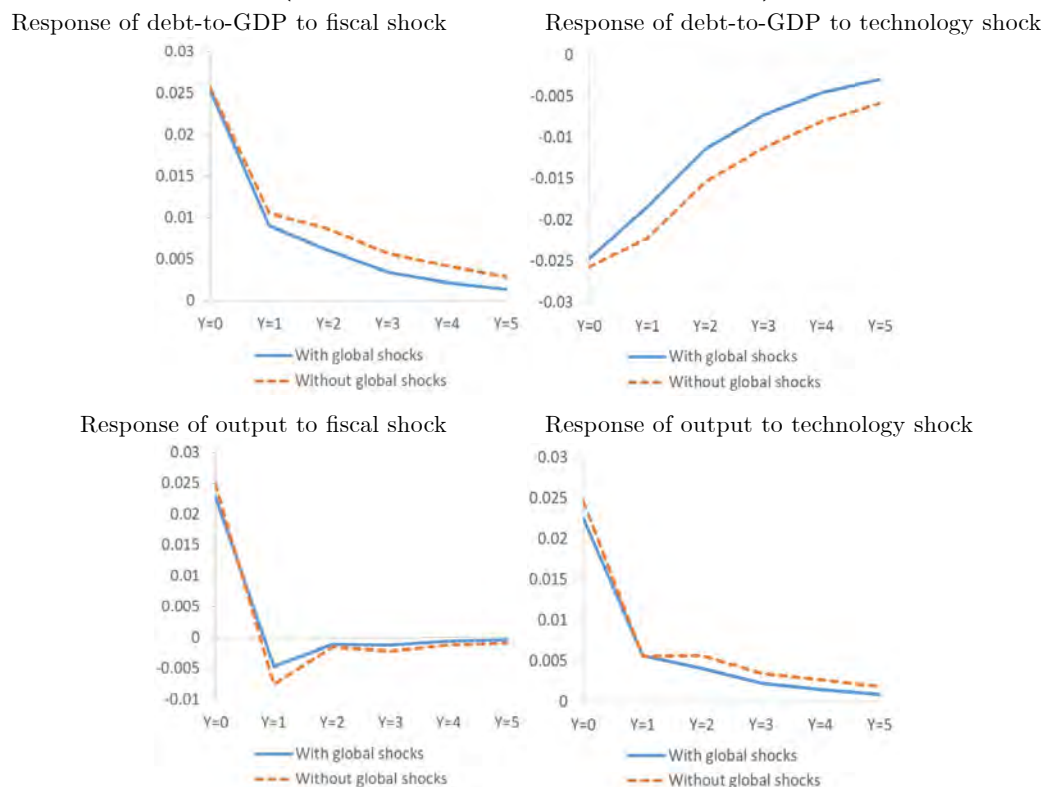 Response of debt-to-GDP to fiscal shock
0.03
0.025
0.02
0.015
0.01
0.005
0
Y=0 Y=1 Y=2 Y=3 Y=4 Y=5
With global shocks
Without global shocks
Response of debt-to-GDP to technology shock
0
-0.005
-0.01
-0.015
-0.02
-0.025
-0.03
Y=0 Y=1 Y=2 Y=3 Y=4 Y=5
With global shocks
Without global shocks
Response of output to fiscal shock
0.03
0.025
0.02
0.015
0.01
0.005
0
-0.005
-0.01
Y=0 Y=1 Y=2 Y=3 Y=4 Y=5
With global shocks
Without global shocks
Response of output to technology shock
0.03
0.025
0.02
0.015
0.01
0.005
0
Y=0 Y=1 Y=2 Y=3 Y=4 Y=5
With global shocks
Without global shocks